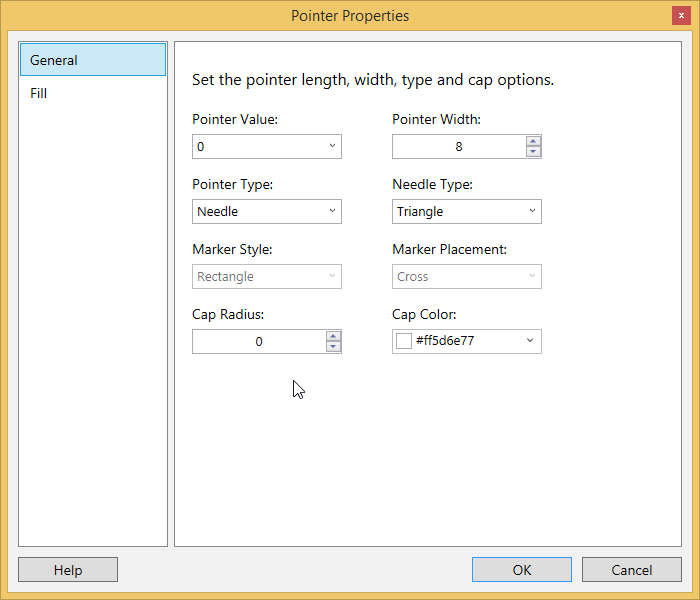 Pointer Properties
x
General
Fill
Set the pointer length, width, type and cap options.
Pointer Value: Pointer Width:
0 8
Pointer Type: Needle Type:
Needle Triangle
Marker Style: Marker Placement:
Rectangle Cross
Cap Radius: Cap Color:
0 #ff5d6e77
Help OK Cancel